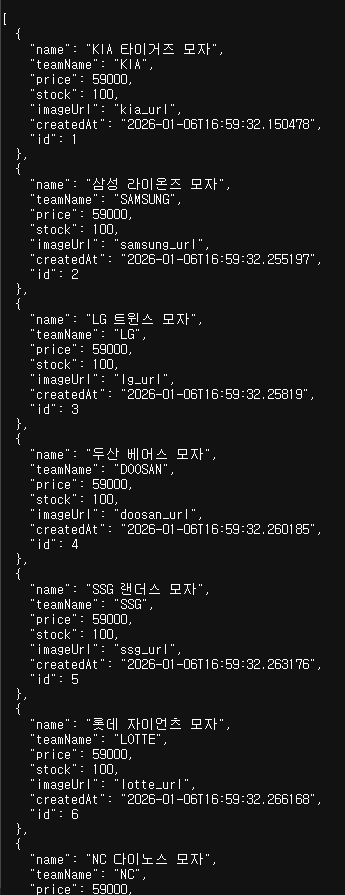 [
  {
    "name": "KIA 타이거즈 모자",
    "teamName": "KIA",
    "price": 59000,
    "stock": 100,
    "imageUrl": "kia_url",
    "createdAt": "2026-01-06T16:59:32.150478",
    "id": 1
  },
  {
    "name": "삼성 라이온즈 모자",
    "teamName": "SAMSUNG",
    "price": 59000,
    "stock": 100,
    "imageUrl": "samsung_url",
    "createdAt": "2026-01-06T16:59:32.255197",
    "id": 2
  },
  {
    "name": "LG 트윈스 모자",
    "teamName": "LG",
    "price": 59000,
    "stock": 100,
    "imageUrl": "lg_url",
    "createdAt": "2026-01-06T16:59:32.25819",
    "id": 3
  },
  {
    "name": "두산 베어스 모자",
    "teamName": "DOOSAN",
    "price": 59000,
    "stock": 100,
    "imageUrl": "doosan_url",
    "createdAt": "2026-01-06T16:59:32.260185",
    "id": 4
  },
  {
    "name": "SSG 랜더스 모자",
    "teamName": "SSG",
    "price": 59000,
    "stock": 100,
    "imageUrl": "ssg_url",
    "createdAt": "2026-01-06T16:59:32.263176",
    "id": 5
  },
  {
    "name": "롯데 자이언츠 모자",
    "teamName": "LOTTE",
    "price": 59000,
    "stock": 100,
    "imageUrl": "lotte_url",
    "createdAt": "2026-01-06T16:59:32.266168",
    "id": 6
  },
  {
    "name": "NC 다이노스 모자",
    "teamName": "NC",
    "price": 59000,